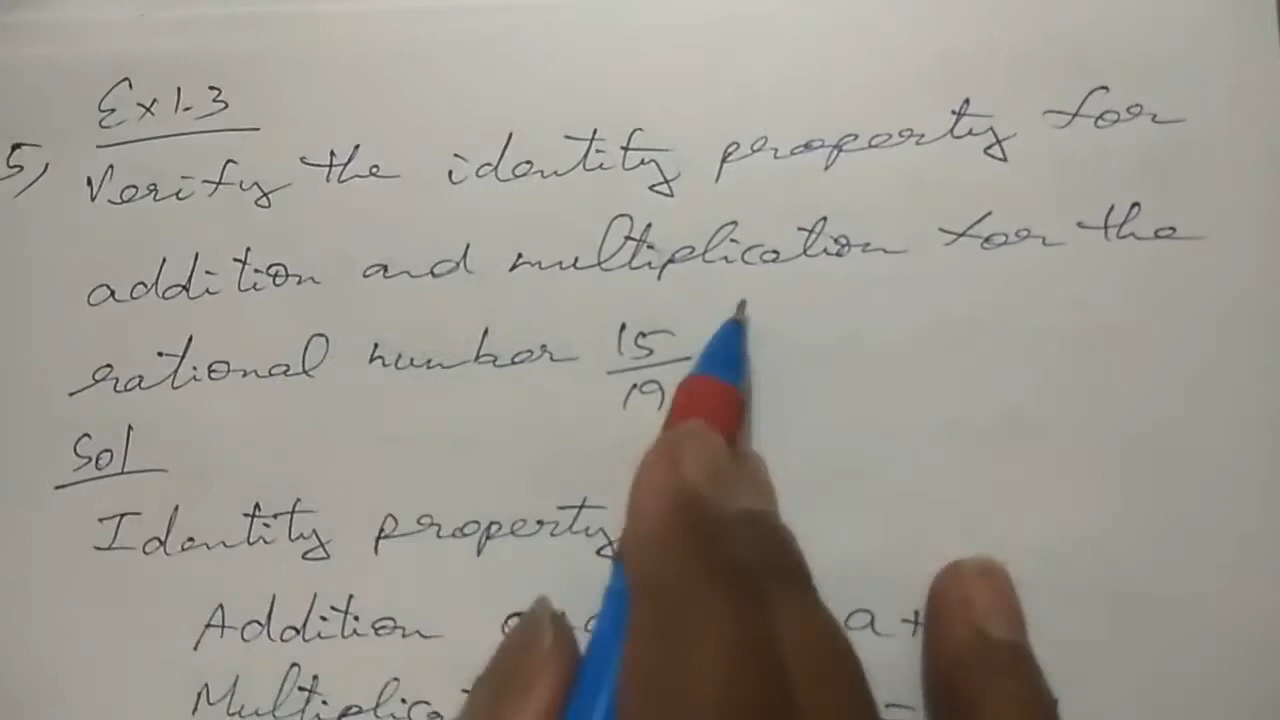 Ex 1.3
5) Verify the identity property for
addition and multiplication for the
rational number 15/19
Sol
Identity property
Addition a +